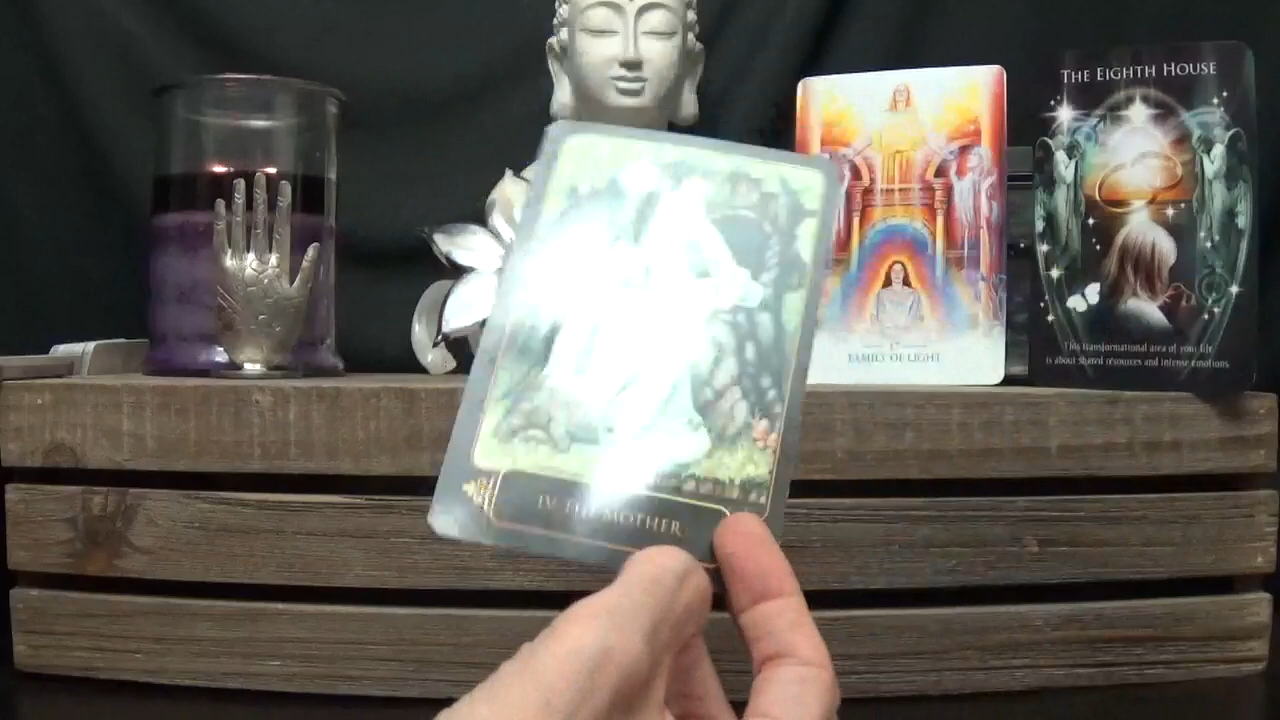 THE EIGHTH HOUSE
This transformational area of your life
is about shared resources and intense emotions.
FAMILY OF LIGHT
IV THE MOTHER